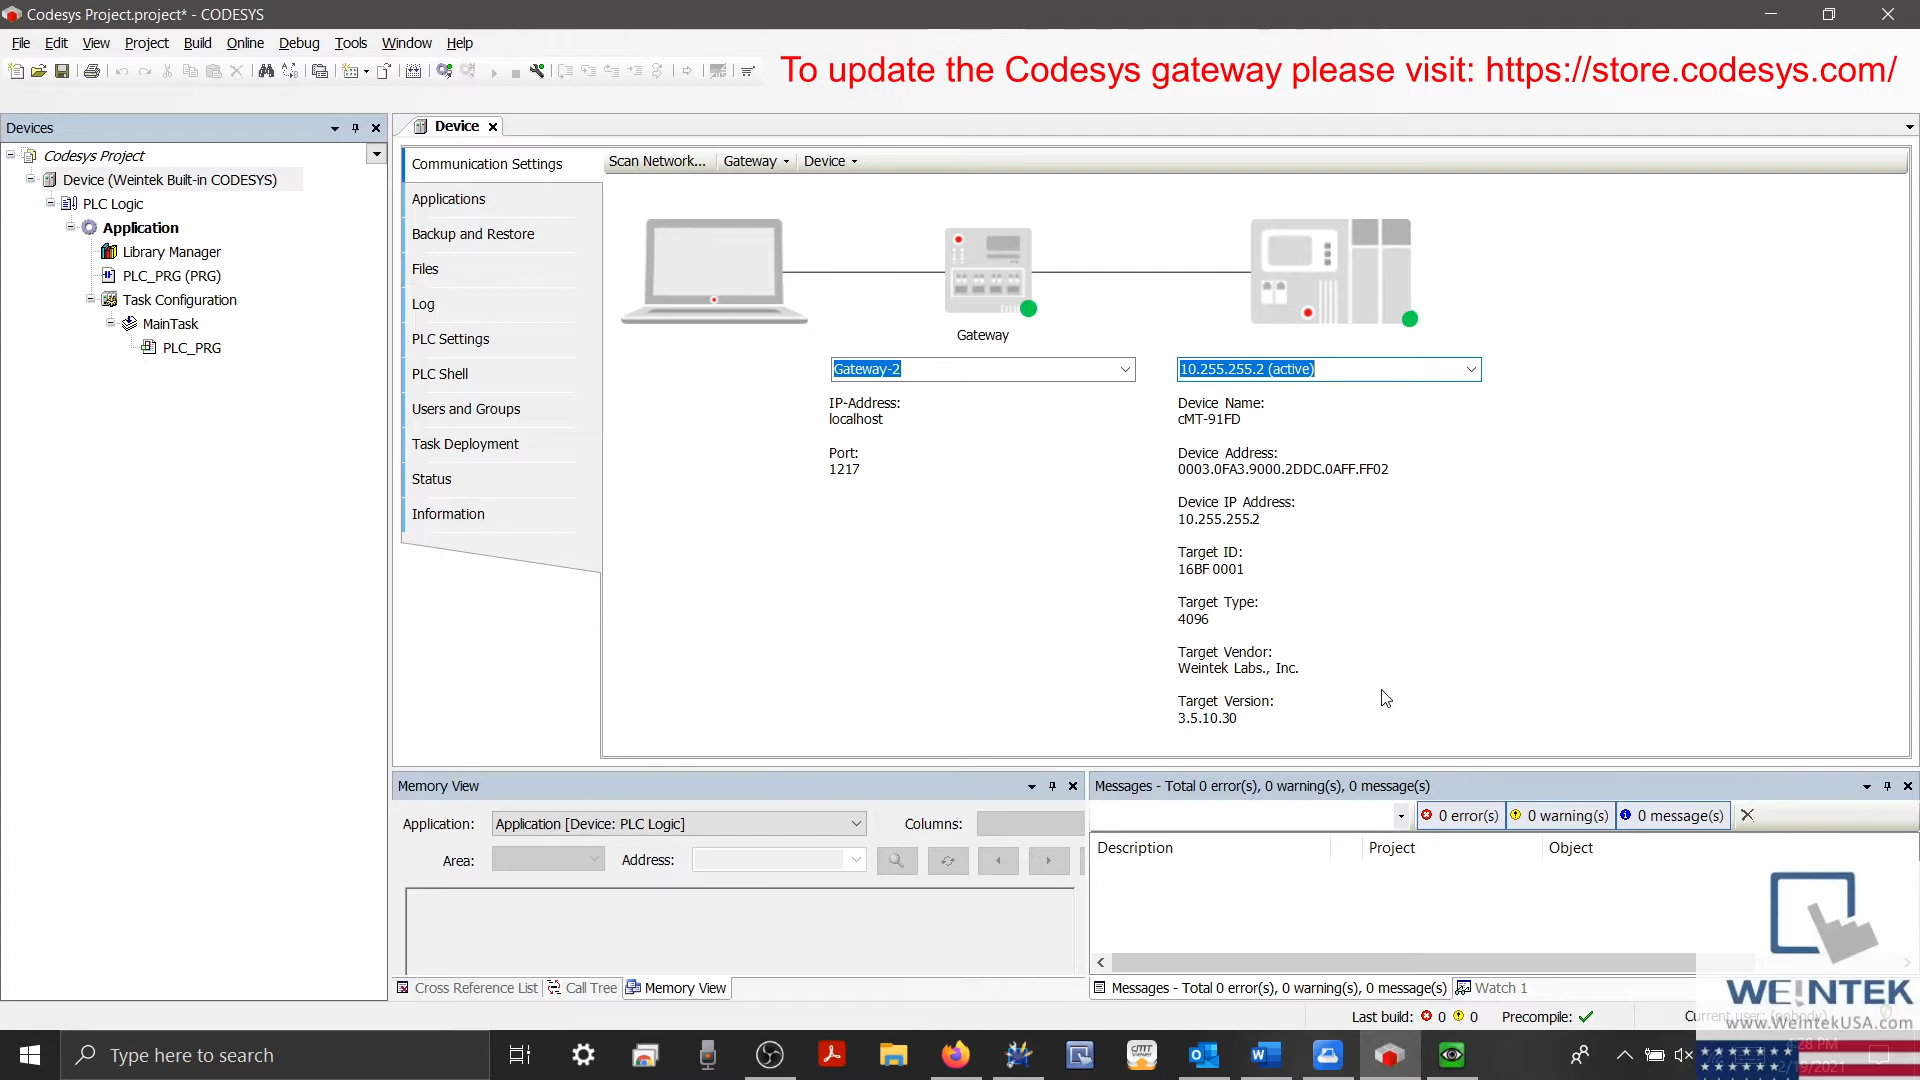 Codesys Project.project* - CODESYS
File Edit View Project Build Online Debug Tools Window Help
To update the Codesys gateway please visit: https://store.codesys.com/
Devices
Codesys Project
Device (Weintek Built-in CODESYS)
PLC Logic
Application
Library Manager
PLC_PRG (PRG)
Task Configuration
MainTask
PLC_PRG
Device
Communication Settings
Applications
Backup and Restore
Files
Log
PLC Settings
PLC Shell
Users and Groups
Task Deployment
Status
Information
Scan Network... Gateway Device
Gateway
Gateway-2
IP-Address:
localhost
Port:
1217
10.255.255.2 (active)
Device Name:
cMT-91FD
Device Address:
0003.0FA3.9000.2DDC.0AFF.FF02
Device IP Address:
10.255.255.2
Target ID:
16BF 0001
Target Type:
4096
Target Vendor:
Weintek Labs., Inc.
Target Version:
3.5.10.30
Memory View
Application: Application [Device: PLC Logic] Columns:
Area: Address:
Cross Reference List Call Tree Memory View
Messages - Total 0 error(s), 0 warning(s), 0 message(s)
0 error(s) 0 warning(s) 0 message(s)
Description Project Object
Messages - Total 0 error(s), 0 warning(s), 0 message(s) Watch 1
Last build: 0 0 Precompile: Current user: (nobody)
WEINTEK
www.WeintekUSA.com
Type here to search
4:28 PM
2/19/2021